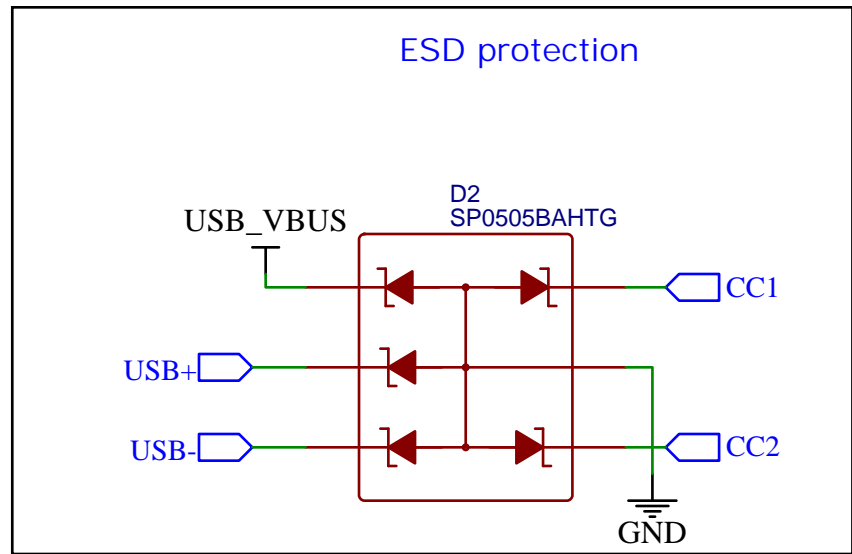 ESD protection
D2
SP0505BAHTG
USB_VBUS
CC1
USB+
USB-
CC2
GND